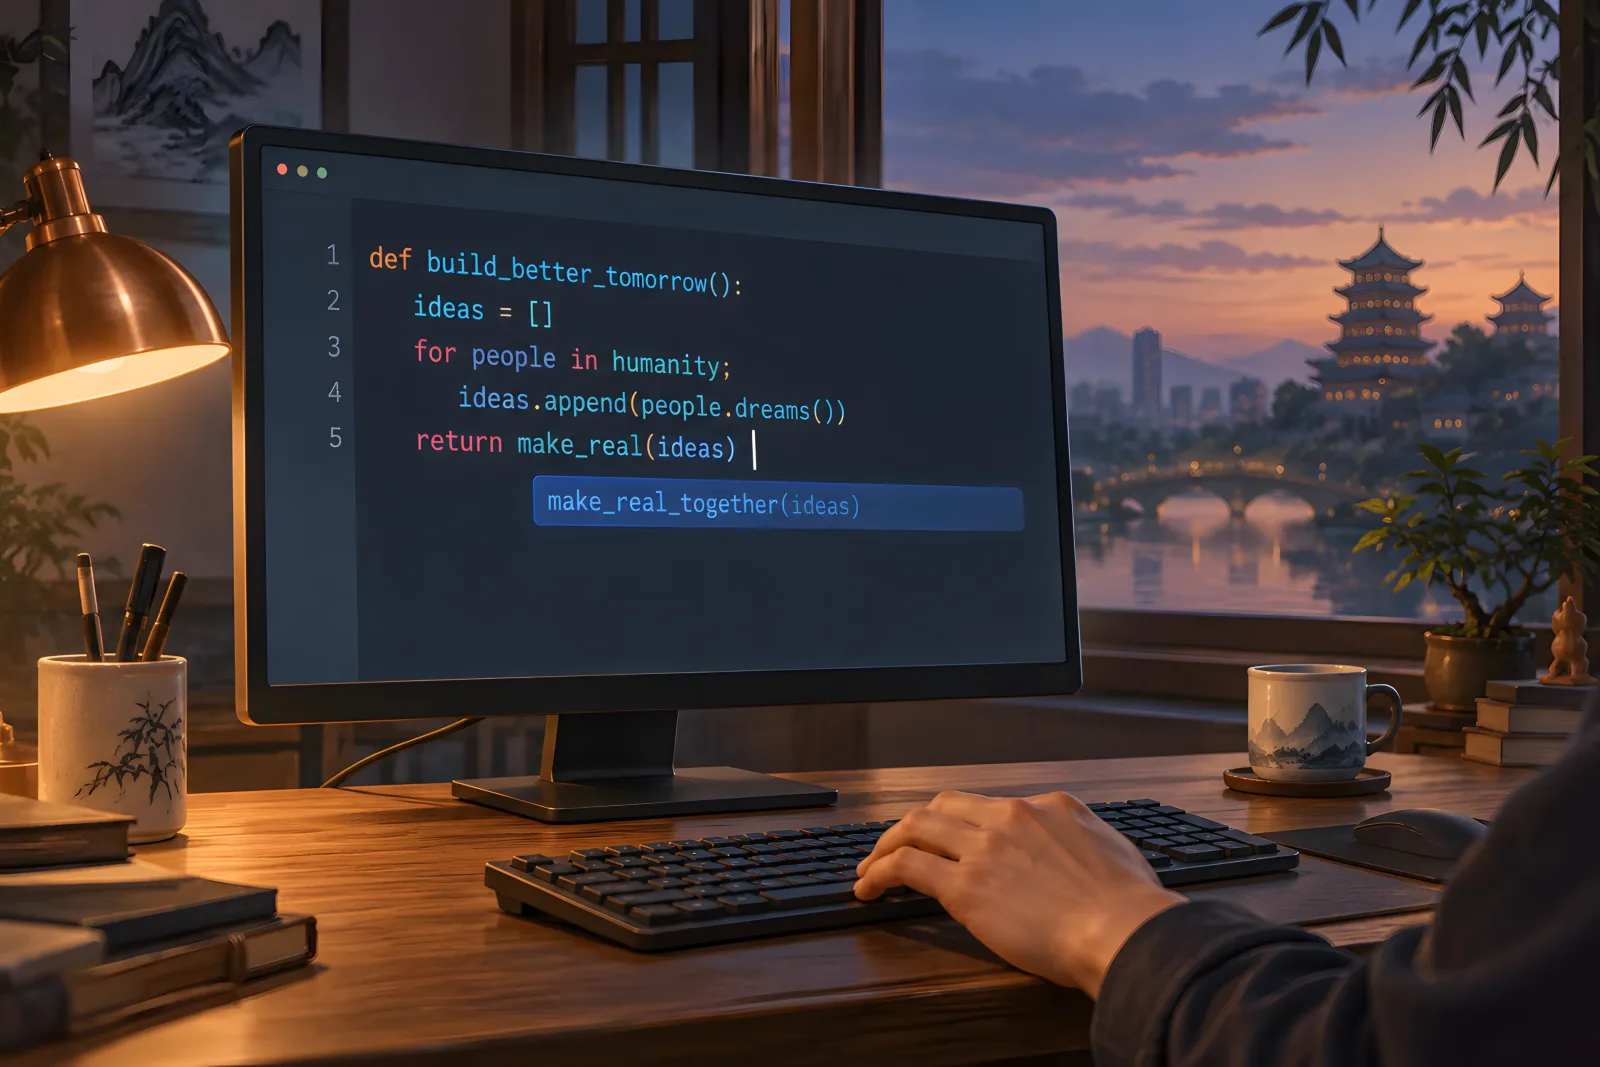 1 def build_better_tomorrow():
2 ideas = []
3 for people in humanity;
4 ideas.append(people.dreams())
5 return make_real(ideas)
make_real_together(ideas)